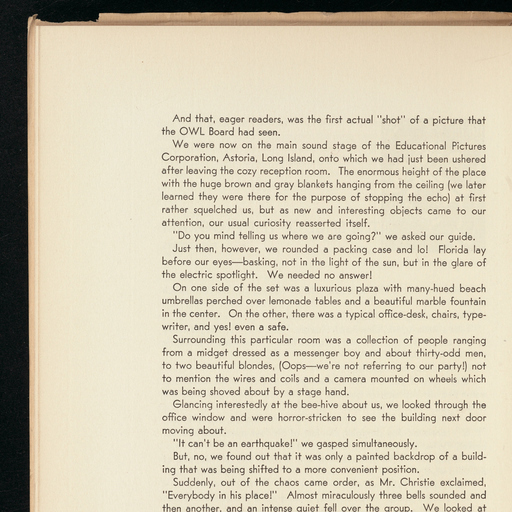 And that, eager readers, was the first actual "shot" of a picture that
the OWL Board had seen.
We were now on the main sound stage of the Educational Pictures
Corporation, Astoria, Long Island, onto which we had just been ushered
after leaving the cozy reception room. The enormous height of the place
with the huge brown and gray blankets hanging from the ceiling (we later
learned they were there for the purpose of stopping the echo) at first
rather squelched us, but as new and interesting objects came to our
attention, our usual curiosity reasserted itself.
"Do you mind telling us where we are going?" we asked our guide.
Just then, however, we rounded a packing case and lo! Florida lay
before our eyes—basking, not in the light of the sun, but in the glare of
the electric spotlight. We needed no answer!
On one side of the set was a luxurious plaza with many-hued beach
umbrellas perched over lemonade tables and a beautiful marble fountain
in the center. On the other, there was a typical office-desk, chairs, type-
writer, and yes! even a safe.
Surrounding this particular room was a collection of people ranging
from a midget dressed as a messenger boy and about thirty-odd men,
to two beautiful blondes, (Oops—we're not referring to our party!) not
to mention the wires and coils and a camera mounted on wheels which
was being shoved about by a stage hand.
Glancing interestedly at the bee-hive about us, we looked through the
office window and were horror-stricken to see the building next door
moving about.
"It can't be an earthquake!" we gasped simultaneously.
But, no, we found out that it was only a painted backdrop of a build-
ing that was being shifted to a more convenient position.
Suddenly, out of the chaos came order, as Mr. Christie exclaimed,
"Everybody in his place!" Almost miraculously three bells sounded and
then another, and an intense quiet fell over the group. We looked at